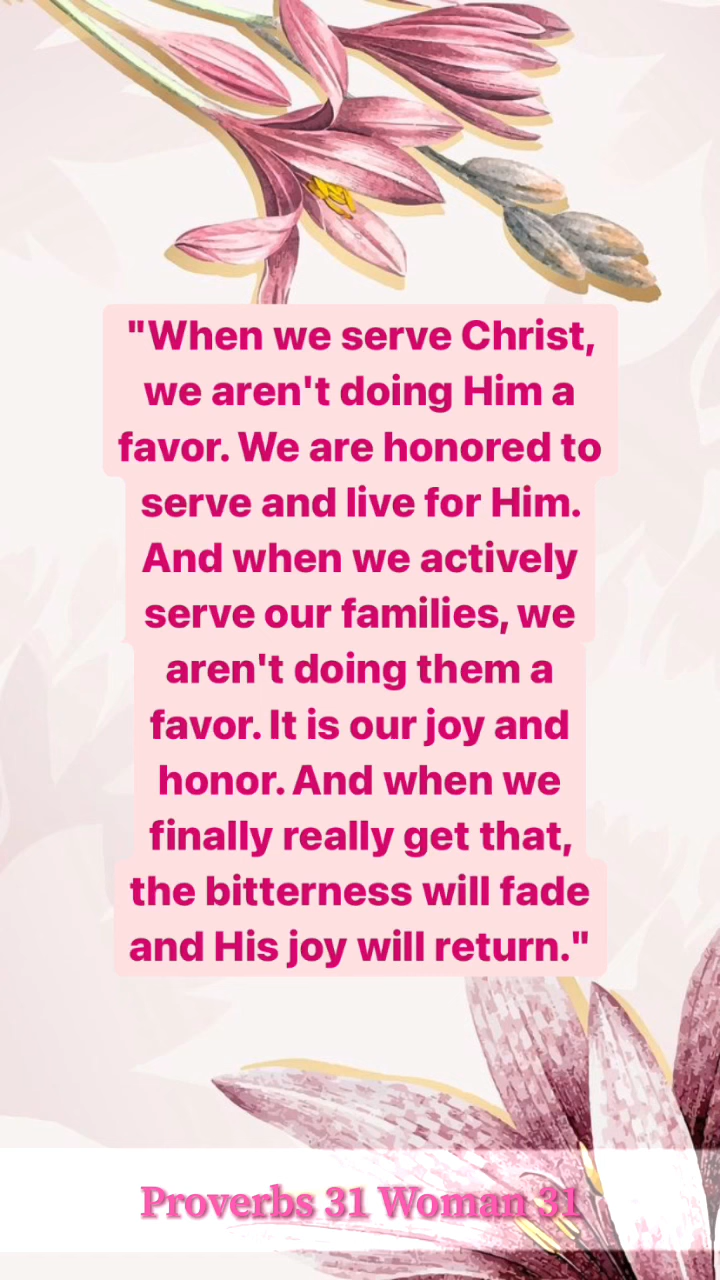 "When we serve Christ,
we aren't doing Him a
favor. We are honored to
serve and live for Him.
And when we actively
serve our families, we
aren't doing them a
favor. It is our joy and
honor. And when we
finally really get that,
the bitterness will fade
and His joy will return."
Proverbs 31 Woman 31